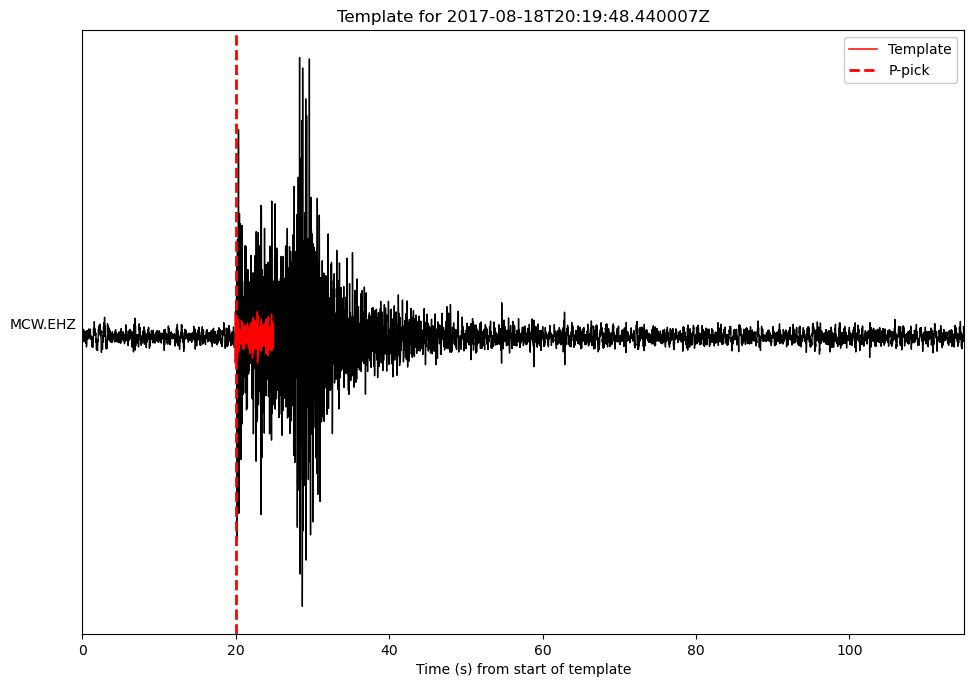 Template for 2017-08-18T20:19:48.440007Z
Template
P-pick
MCW.EHZ
0 20 40 60 80 100
Time (s) from start of template